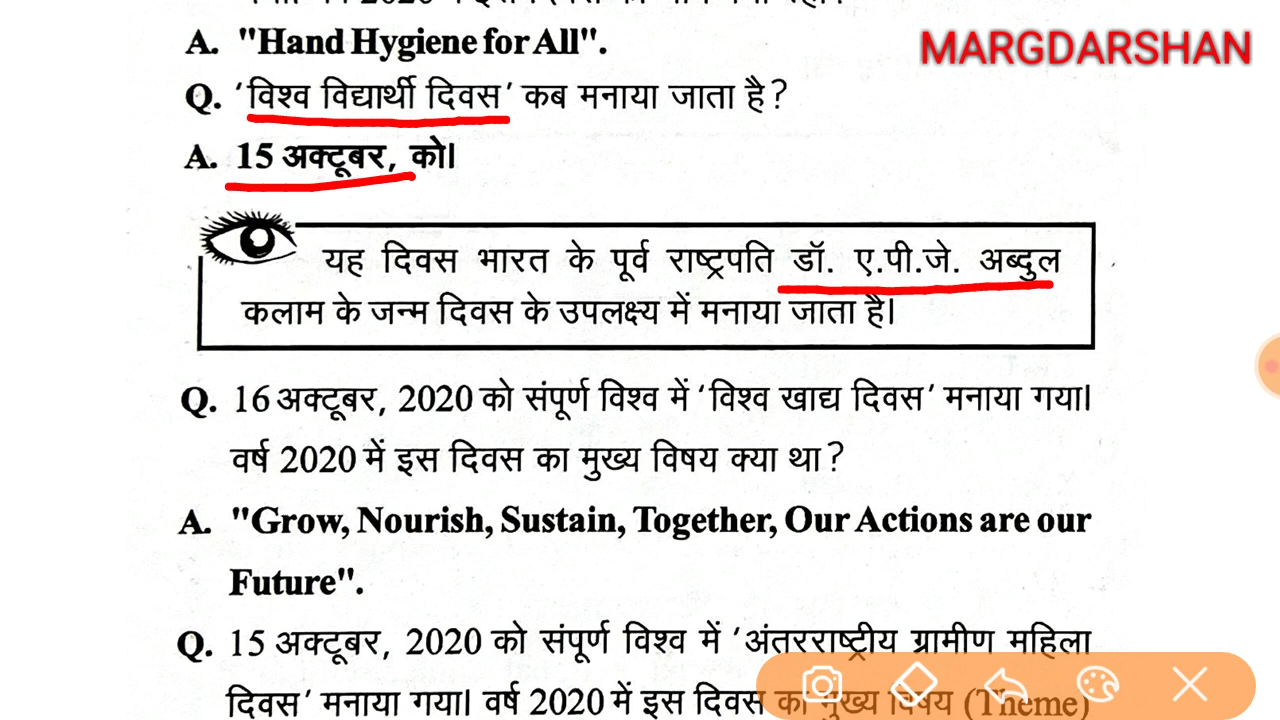 2020
A. "Hand Hygiene for All".
MARGDARSHAN
Q. 'विश्व विद्यार्थी दिवस' कब मनाया जाता है?
A. 15 अक्टूबर, को।
यह दिवस भारत के पूर्व राष्ट्रपति डॉ. ए.पी.जे. अब्दुल
कलाम के जन्म दिवस के उपलक्ष्य में मनाया जाता है।
Q. 16 अक्टूबर, 2020 को संपूर्ण विश्व में 'विश्व खाद्य दिवस' मनाया गया।
वर्ष 2020 में इस दिवस का मुख्य विषय क्या था?
A. "Grow, Nourish, Sustain, Together, Our Actions are our
Future".
Q. 15 अक्टूबर, 2020 को संपूर्ण विश्व में 'अंतरराष्ट्रीय ग्रामीण महिला
दिवस' मनाया गया। वर्ष 2020 में इस दिवस का मुख्य विषय (Theme)